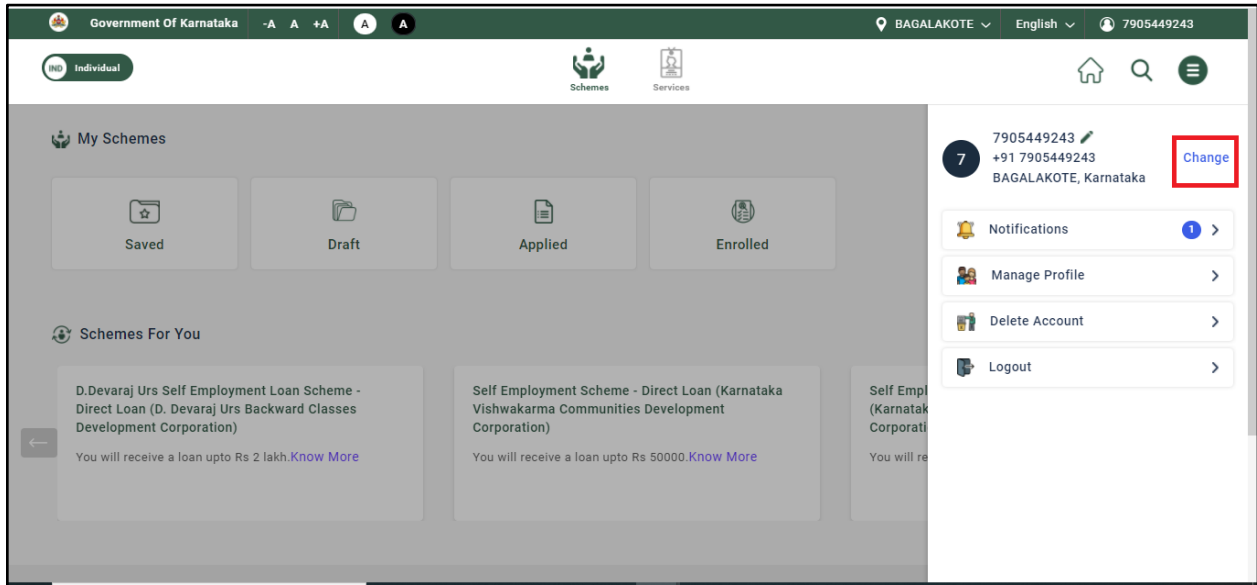 Government Of Karnataka -A A +A A A BAGALAKOTE English 7905449243
IND Individual
Schemes Services
My Schemes
Saved Draft Applied Enrolled
Schemes For You
D.Devaraj Urs Self Employment Loan Scheme -
Direct Loan (D. Devaraj Urs Backward Classes
Development Corporation)
You will receive a loan upto Rs 2 lakh.Know More
Self Employment Scheme - Direct Loan (Karnataka
Vishwakarma Communities Development
Corporation)
You will receive a loan upto Rs 50000.Know More
Self Empl
(Karnatak
Corporati
You will re
7
7905449243
+91 7905449243
BAGALAKOTE, Karnataka
Change
Notifications 1
Manage Profile
Delete Account
Logout